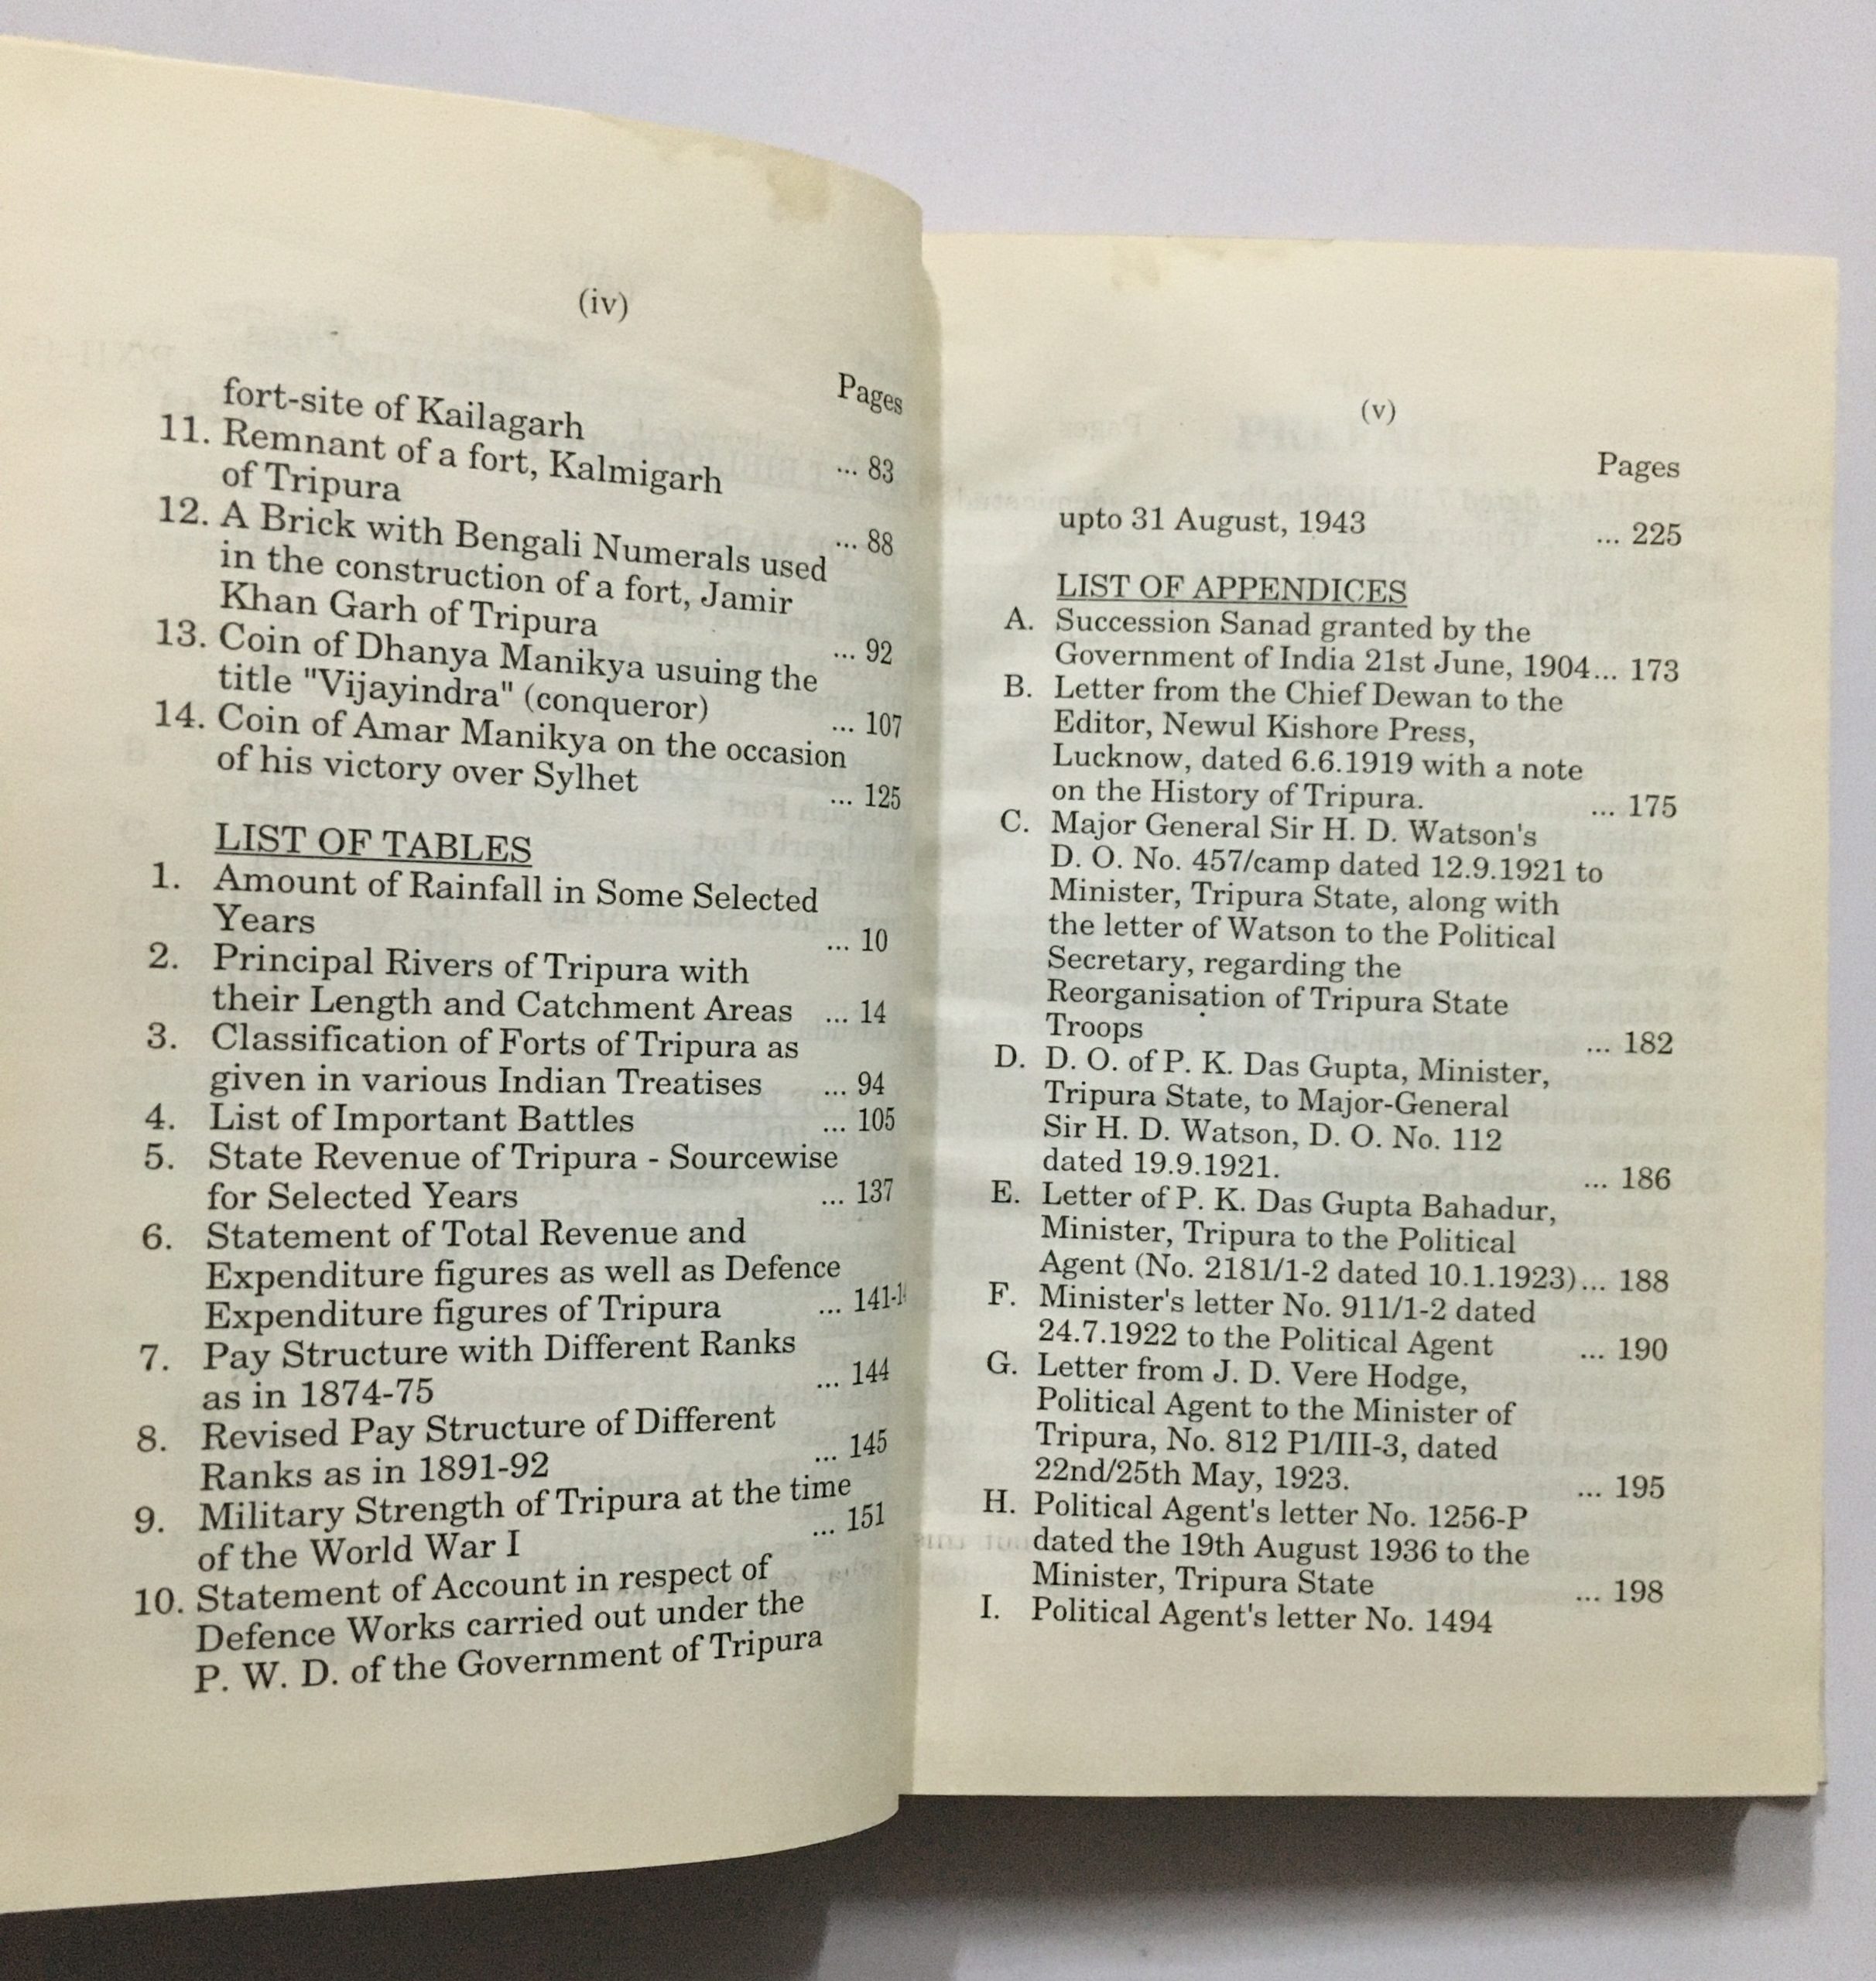 (iv)
Pages
fort-site of Kailagarh ... 83
11. Remnant of a fort, Kalmigarh
of Tripura ... 88
12. A Brick with Bengali Numerals used
in the construction of a fort, Jamir
Khan Garh of Tripura ... 92
13. Coin of Dhanya Manikya usuing the
title "Vijayindra" (conqueror) ... 107
14. Coin of Amar Manikya on the occasion
of his victory over Sylhet ... 125
LIST OF TABLES
1. Amount of Rainfall in Some Selected
Years ... 10
2. Principal Rivers of Tripura with
their Length and Catchment Areas ... 14
3. Classification of Forts of Tripura as
given in various Indian Treatises ... 94
4. List of Important Battles ... 105
5. State Revenue of Tripura - Sourcewise
for Selected Years ... 137
6. Statement of Total Revenue and
Expenditure figures as well as Defence
Expenditure figures of Tripura ...
7. Pay Structure with Different Ranks
as in 1874-75 ... 144
8. Revised Pay Structure of Different
Ranks as in 1891-92 ... 145
9. Military Strength of Tripura at the time
of the World War I ... 151
10. Statement of Account in respect of
Defence Works carried out under the
P. W. D. of the Government of Tripura
(v)
Pages
upto 31 August, 1943 ... 225
LIST OF APPENDICES
A. Succession Sanad granted by the
Government of India 21st June, 1904... 173
B. Letter from the Chief Dewan to the
Editor, Newul Kishore Press,
Lucknow, dated 6.6.1919 with a note
on the History of Tripura. ... 175
C. Major General Sir H. D. Watson's
D. O. No. 457/camp dated 12.9.1921 to
Minister, Tripura State, along with
the letter of Watson to the Political
Secretary, regarding the
Reorganisation of Tripura State
Troops ... 182
D. D. O. of P. K. Das Gupta, Minister,
Tripura State, to Major-General
Sir H. D. Watson, D. O. No. 112
dated 19.9.1921. ... 186
E. Letter of P. K. Das Gupta Bahadur,
Minister, Tripura to the Political
Agent (No. 2181/1-2 dated 10.1.1923)... 188
F. Minister's letter No. 911/1-2 dated
24.7.1922 to the Political Agent ... 190
G. Letter from J. D. Vere Hodge,
Political Agent to the Minister of
Tripura, No. 812 P1/III-3, dated
22nd/25th May, 1923. ... 195
H. Political Agent's letter No. 1256-P
dated the 19th August 1936 to the
Minister, Tripura State ... 198
I. Political Agent's letter No. 1494